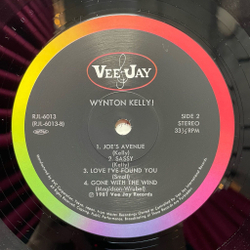 VEE JAY
WYNTON KELLY!
RJL-6013
(RJL-6013-B)
SIDE 2
STEREO
33⅓RPM
1. JOE'S AVENUE
(Kelly)
2. SASSY
(Kelly)
3. LOVE I'VE FOUND YOU
(Small)
4. GONE WITH THE WIND
(Magidson-Wrubel)
℗ 1961 Vee Jay Records